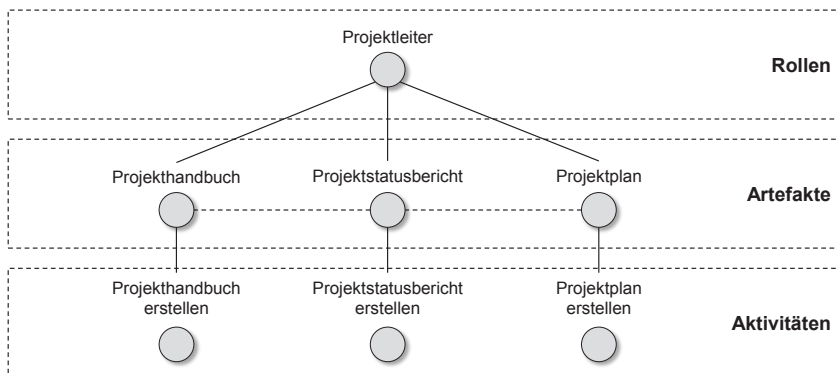 Projektleiter
Rollen
Projekthandbuch
Projektstatusbericht
Projektplan
Artefakte
Projekthandbuch
erstellen
Projektstatusbericht
erstellen
Projektplan
erstellen
Aktivitäten